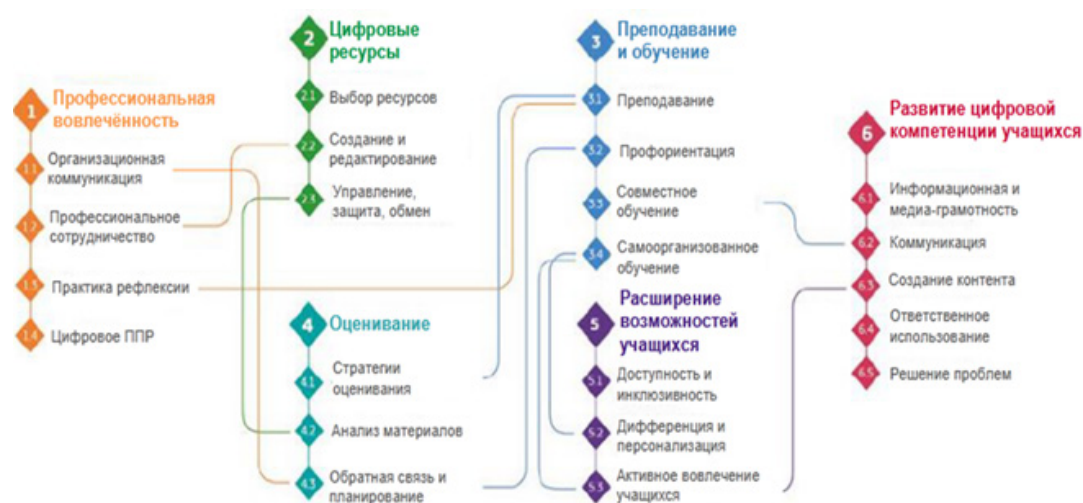 1
Профессиональная
вовлечённость
1.1
Организационная
коммуникация
1.2
Профессиональное
сотрудничество
1.3
Практика рефлексии
1.4
Цифровое ППР
2
Цифровые
ресурсы
2.1
Выбор ресурсов
2.2
Создание и
редактирование
2.3
Управление,
защита, обмен
3
Преподавание
и обучение
3.1
Преподавание
3.2
Профориентация
3.3
Совместное
обучение
3.4
Самоорганизованное
обучение
4
Оценивание
4.1
Стратегии
оценивания
4.2
Анализ материалов
4.3
Обратная связь и
планирование
5
Расширение
возможностей
учащихся
5.1
Доступность и
инклюзивность
5.2
Дифференция и
персонализация
5.3
Активное вовлечение
учащихся
6
Развитие цифровой
компетенции учащихся
6.1
Информационная и
медиа-грамотность
6.2
Коммуникация
6.3
Создание контента
6.4
Ответственное
использование
6.5
Решение проблем